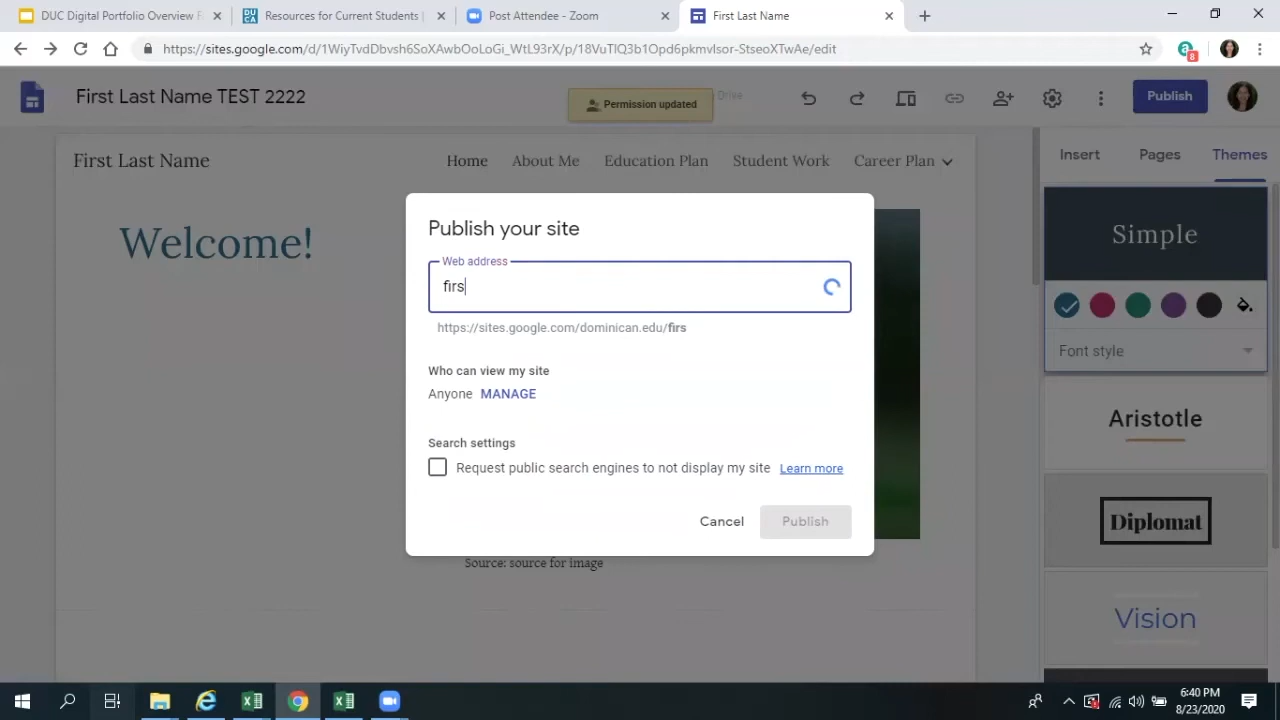 DUC Digital Portfolio Overview F
Resources for Current Students |
Post Attendee - Zoom
First Last Name
https://sites.google.com/d/1WiyTvdDbvsh6SoXAwbOoLoGi_WtL93rX/p/18VuTlQ3b1Opd6pkmvlsor-StseoXTwAe/edit
8
First Last Name TEST 2222
Permission updated
Drive
Publish
First Last Name
Home About Me Education Plan Student Work Career Plan
Insert Pages Themes
Welcome!
Publish your site
Web address
firs
https://sites.google.com/dominican.edu/firs
Who can view my site
Anyone MANAGE
Search settings
Request public search engines to not display my site Learn more
Cancel Publish
Source: source for image
Simple
Font style
Aristotle
Diplomat
Vision
6:40 PM
8/23/2020